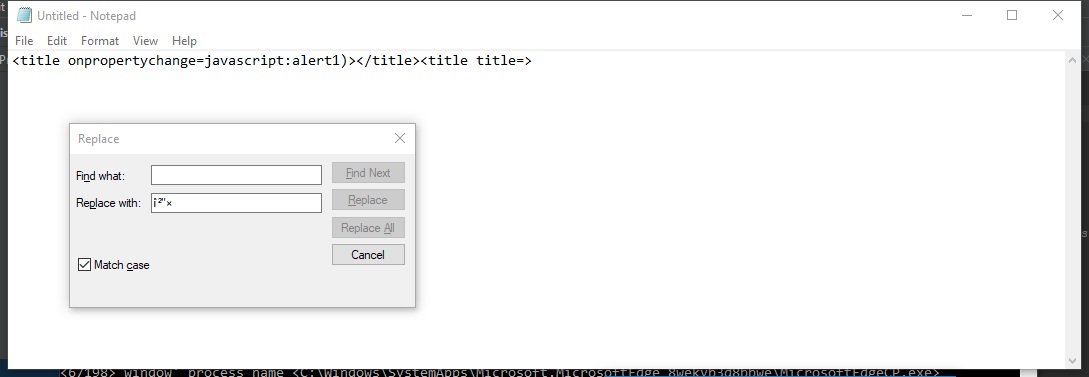 Untitled - Notepad
File Edit Format View Help
<title onpropertychange=javascript:alert1)></title><title title=>
Replace
Find what:
Find Next
Replace with: i²"×
Replace
Replace All
Cancel
Match case
<6/198> window' process name <C:\Windows\SystemApps\Microsoft.MicrosoftEdge_8wekyb3d8bbwe\MicrosoftEdgeCP.exe>